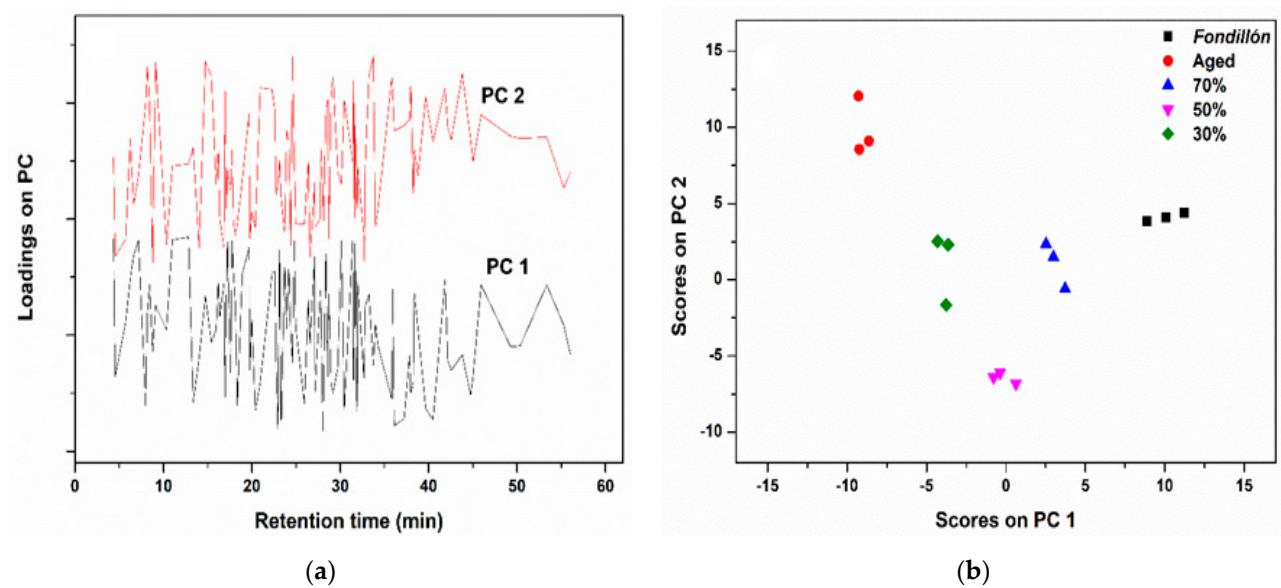 PC 2
PC 1
Loadings on PC
0 10 20 30 40 50 60
Retention time (min)
(a)
Fondillón
Aged
70%
50%
30%
15
10
5
0
-5
-10
Scores on PC 2
-15 -10 -5 0 5 10 15
Scores on PC 1
(b)